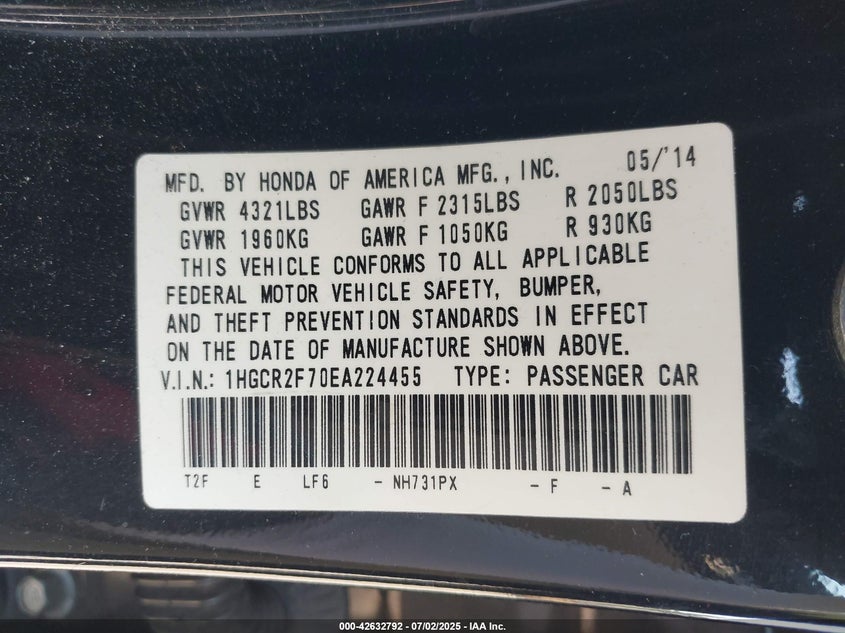 MFD. BY HONDA OF AMERICA MFG., INC. 05/'14
GVWR 4321LBS GAWR F 2315LBS R 2050LBS
GVWR 1960KG GAWR F 1050KG R 930KG
THIS VEHICLE CONFORMS TO ALL APPLICABLE
FEDERAL MOTOR VEHICLE SAFETY, BUMPER,
AND THEFT PREVENTION STANDARDS IN EFFECT
ON THE DATE OF MANUFACTURE SHOWN ABOVE.
V.I.N.: 1HGCR2F70EA224455 TYPE: PASSENGER CAR
T2F E LF6 - NH731PX - F - A
000-42632792 - 07/02/2025 - IAA Inc.